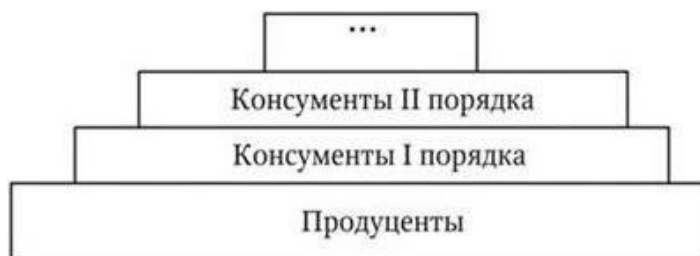 ...
Консументы II порядка
Консументы I порядка
Продуценты